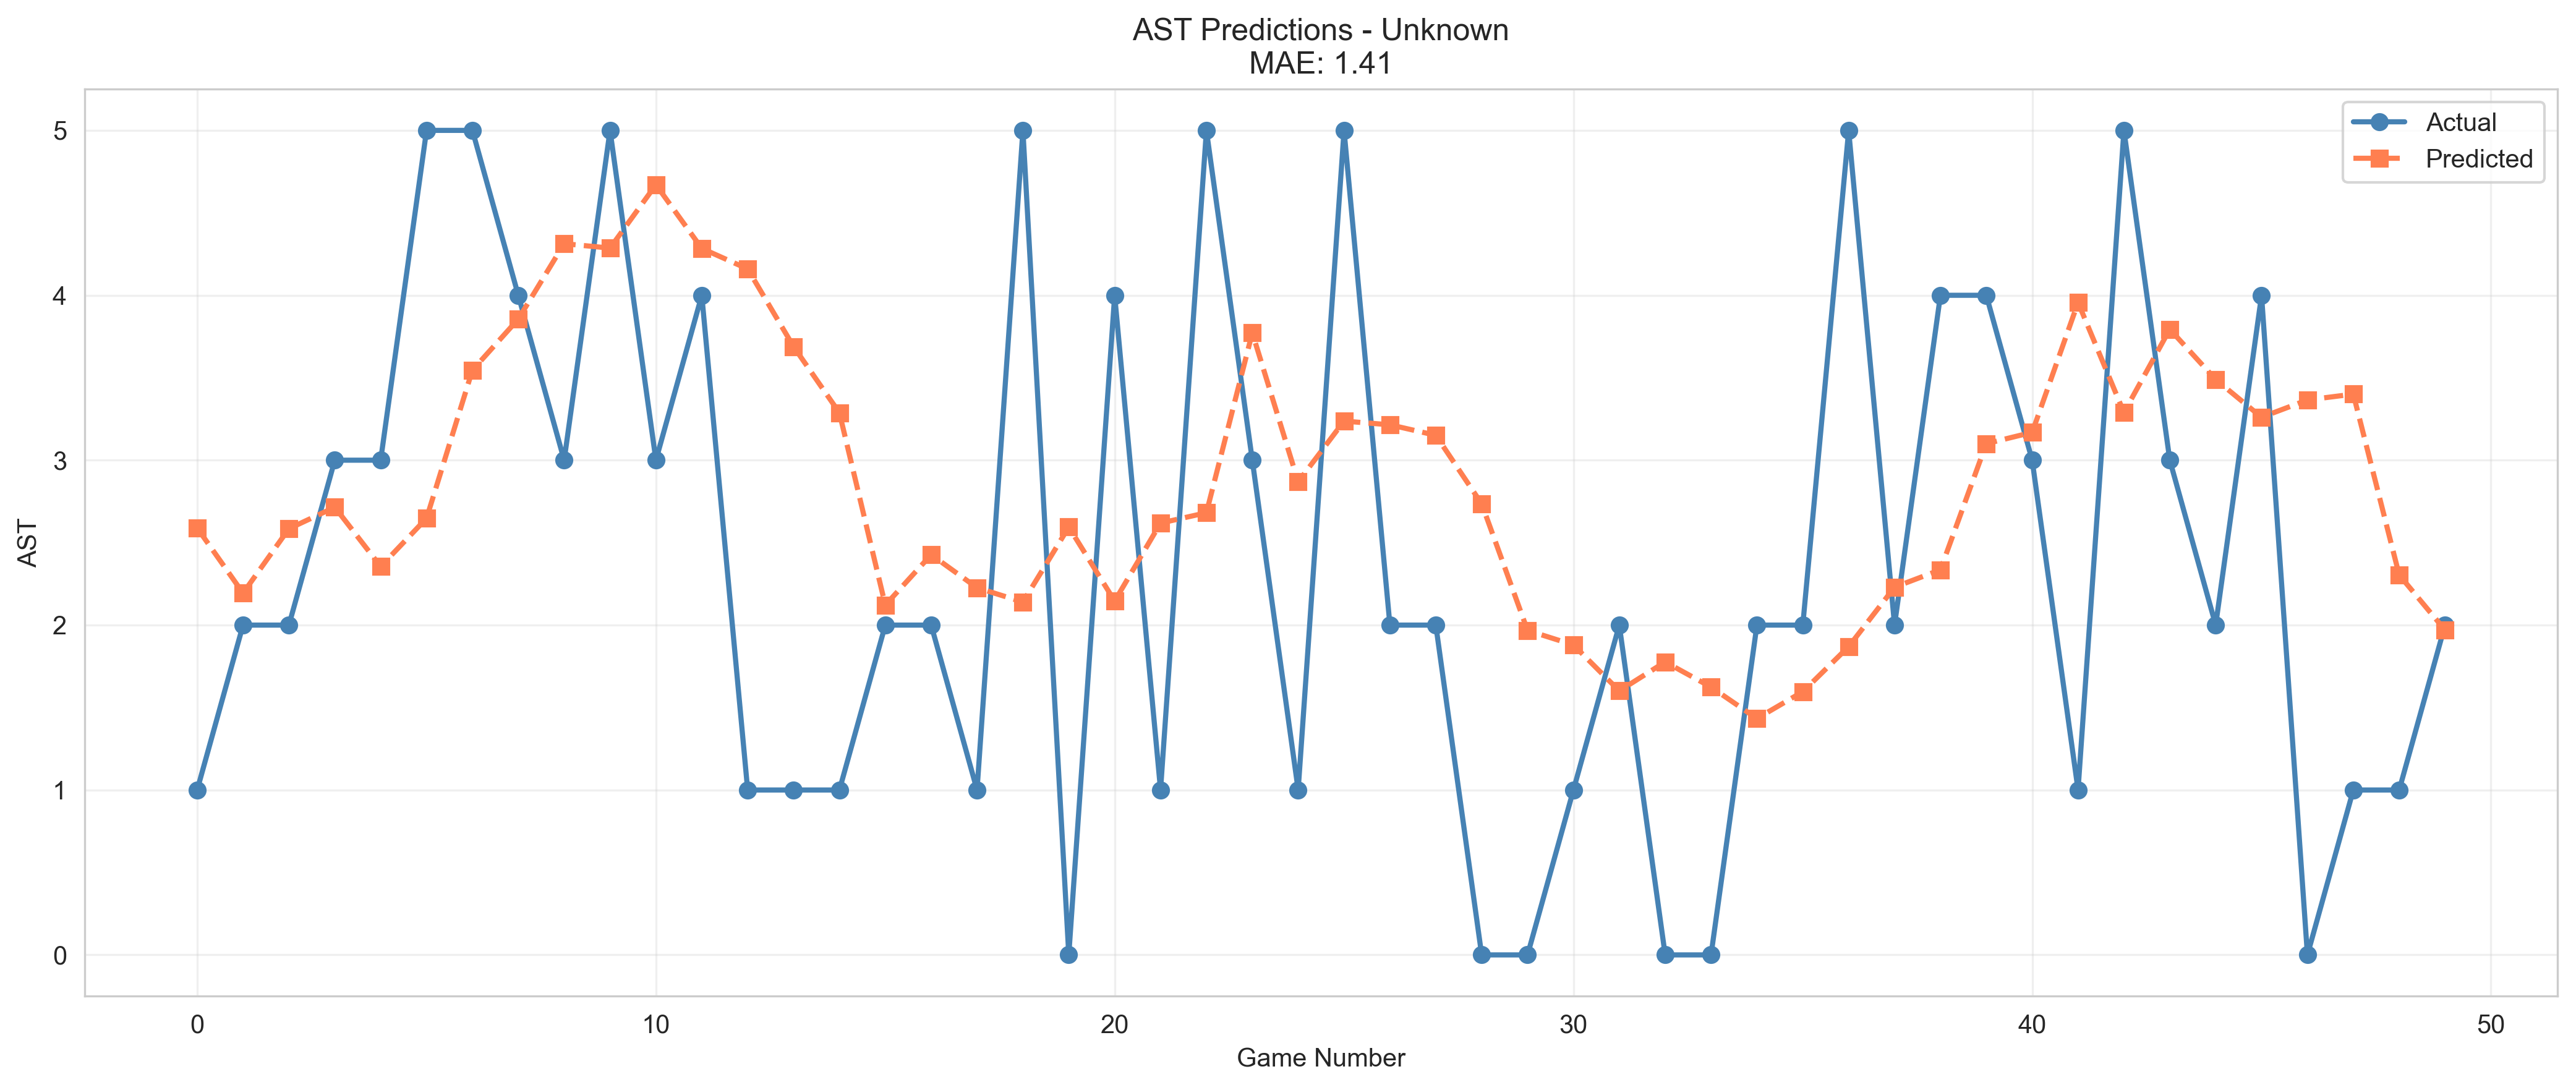 AST Predictions - Unknown
MAE: 1.41
Actual
Predicted
5
4
3
2
1
0
AST
0 10 20 30 40 50
Game Number